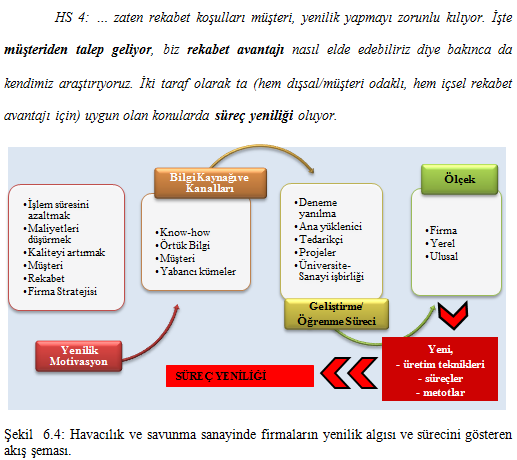 HS 4: … zaten rekabet koşulları müşteri, yenilik yapmayı zorunlu kılıyor. İşte
müşteriden talep geliyor, biz rekabet avantajı nasıl elde edebiliriz diye bakınca da
kendimiz araştırıyoruz. İki taraf olarak ta (hem dışsal/müşteri odaklı, hem içsel rekabet
avantajı için) uygun olan konularda süreç yeniliği oluyor.
•İşlem süresini
azaltmak
•Maliyetleri
düşürmek
•Kaliteyi artırmak
•Müşteri
•Rekabet
•Firma Stratejisi
Yenilik
Motivasyon
Bilgi Kaynağı ve
Kanalları
•Know-how
•Örtük Bilgi
•Müşteri
•Yabancı kümeler
•Deneme
yanılma
•Ana yüklenici
•Tedarikçi
•Projeler
•Üniversite-
Sanayi işbirliği
Geliştirme/
Öğrenme Süreci
Ölçek
•Firma
•Yerel
•Ulusal
Yeni,
- üretim teknikleri
- süreçler
- metotlar
SÜREÇ YENİLİĞİ
Şekil 6.4: Havacılık ve savunma sanayinde firmaların yenilik algısı ve sürecini gösteren
akış şeması.